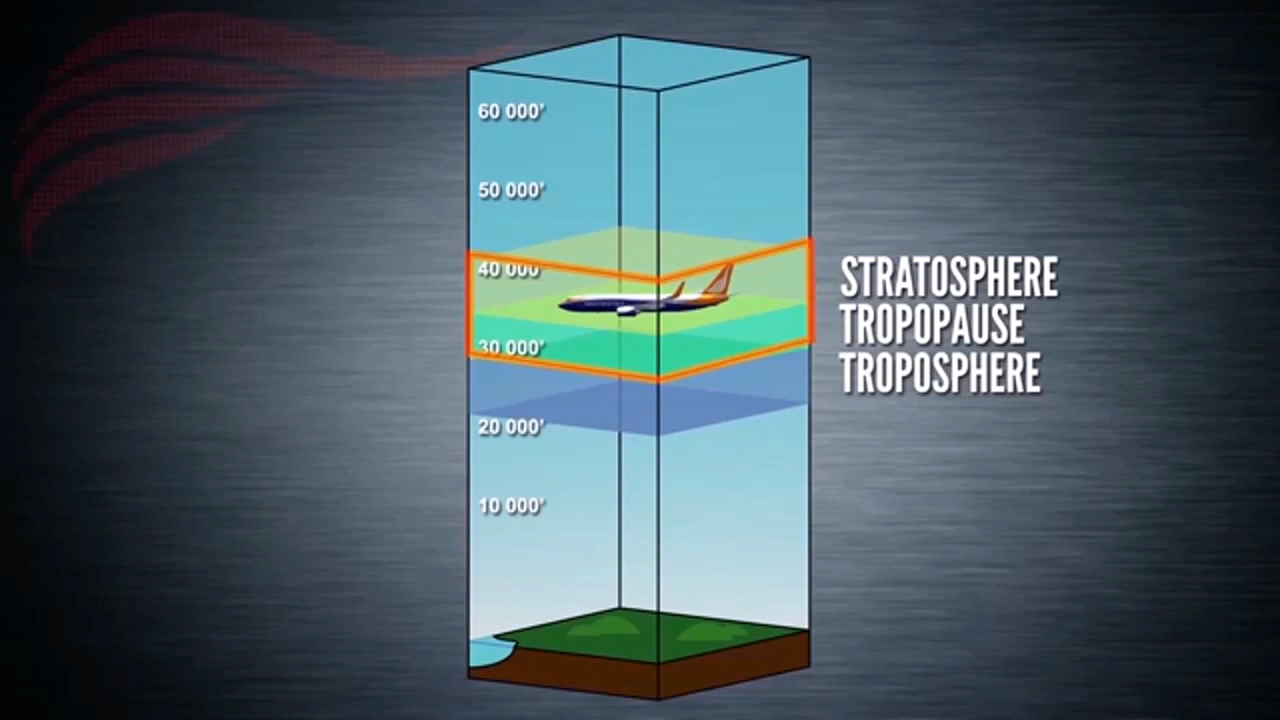 60 000'
50 000'
40 000'
30 000'
20 000'
10 000'
STRATOSPHERE
TROPOPAUSE
TROPOSPHERE